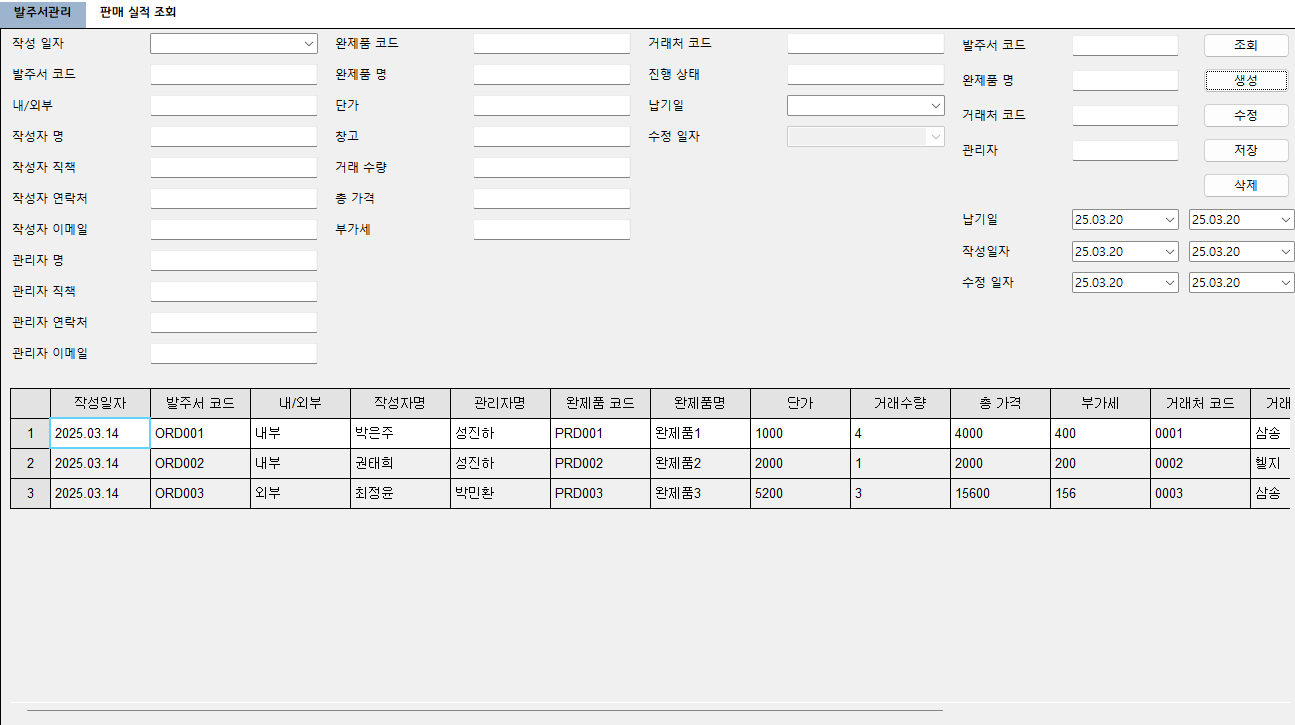 발주서관리 판매 실적 조회
작성 일자 완제품 코드 거래처 코드 발주서 코드 조회
발주서 코드 완제품 명 진행 상태 완제품 명 생성
내/외부 단가 납기일 거래처 코드 수정
작성자 명 창고 수정 일자 관리자 저장
작성자 직책 거래 수량 삭제
작성자 연락처 총 가격 납기일 25.03.20 25.03.20
작성자 이메일 부가세 작성일자 25.03.20 25.03.20
관리자 명 수정 일자 25.03.20 25.03.20
관리자 직책
관리자 연락처
관리자 이메일
작성일자 발주서 코드 내/외부 작성자명 관리자명 완제품 코드 완제품명 단가 거래수량 총 가격 부가세 거래처 코드 거래
1 2025.03.14 ORD001 내부 박은주 성진하 PRD001 완제품1 1000 4 4000 400 0001 삼송
2 2025.03.14 ORD002 내부 권태희 성진하 PRD002 완제품2 2000 1 2000 200 0002 헬지
3 2025.03.14 ORD003 외부 최정윤 박민환 PRD003 완제품3 5200 3 15600 156 0003 삼송